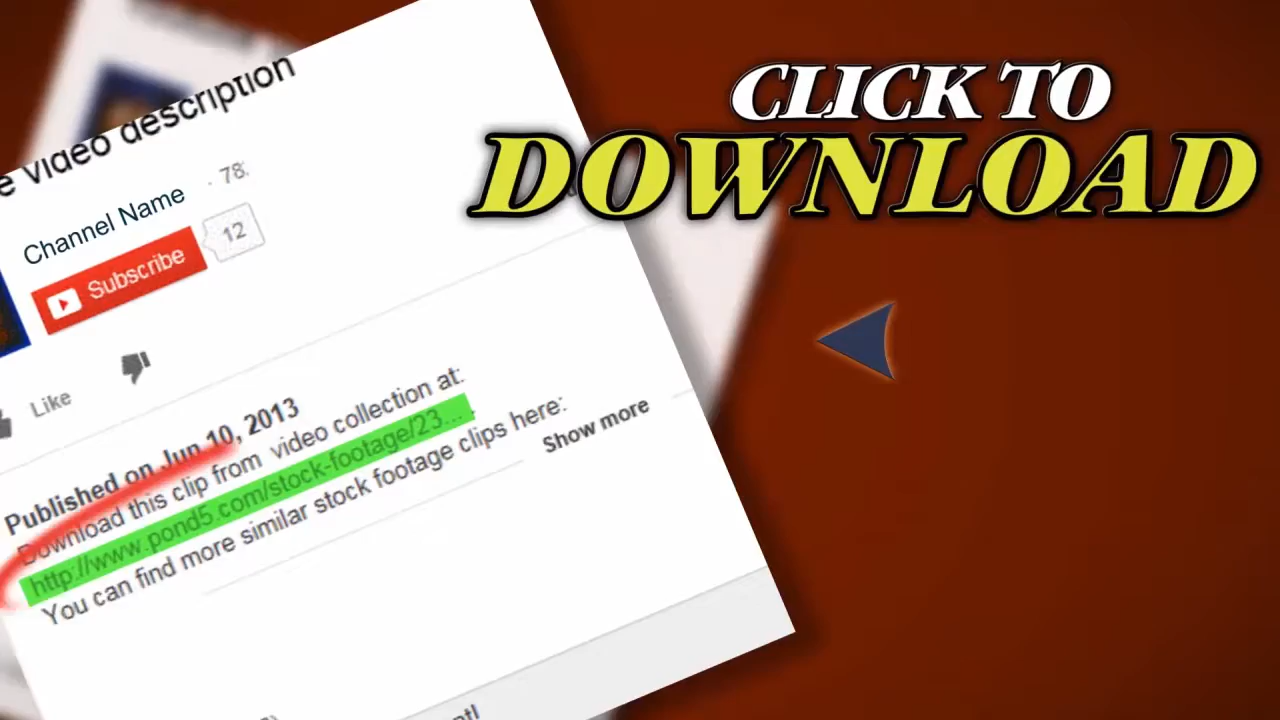 CLICK TO
DOWNLOAD
video description
Channel Name
78
Subscribe
12
Like
Published on Jun 10, 2013
Download this clip from video collection at:
http://www.pond5.com/stock-footage/23...
You can find more similar stock footage clips here:
Show more